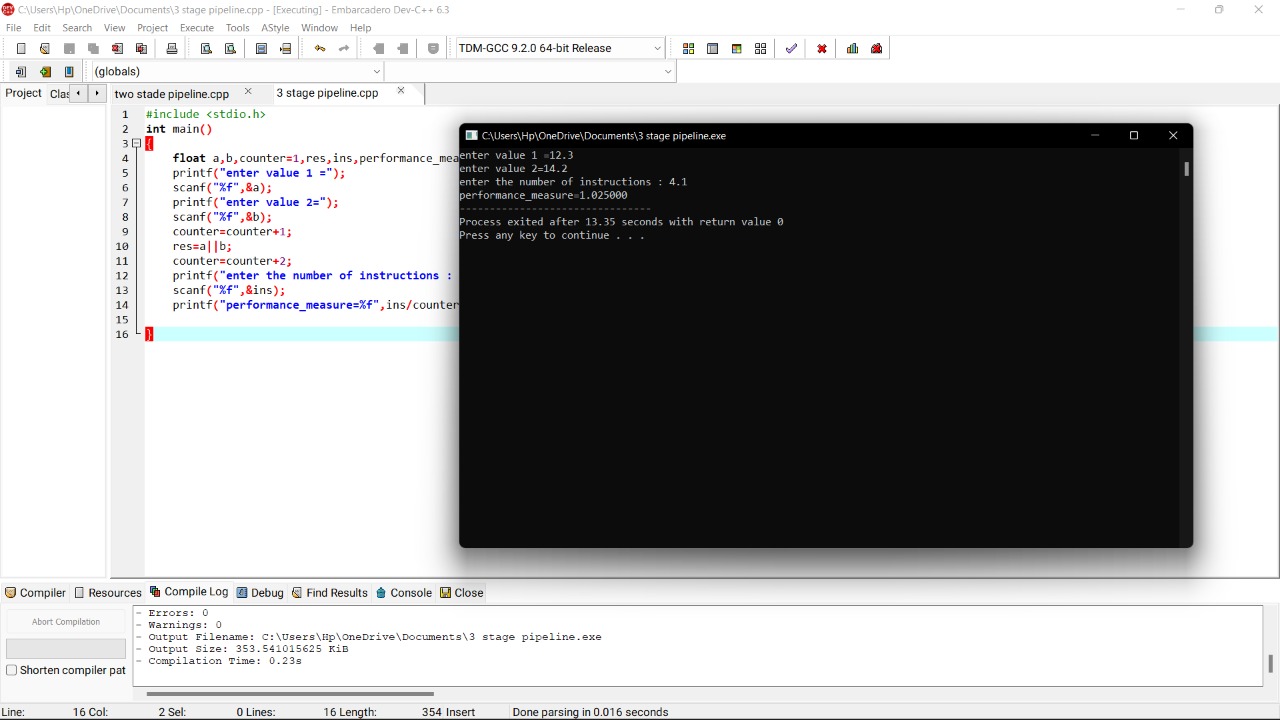 C:\Users\Hp\OneDrive\Documents\3 stage pipeline.cpp - [Executing] - Embarcadero Dev-C++ 6.3
File Edit Search View Project Execute Tools AStyle Window Help
TDM-GCC 9.2.0 64-bit Release
(globals)
Project Clas two stade pipeline.cpp 3 stage pipeline.cpp
1 #include <stdio.h>
2 int main()
3 {
4 float a,b,counter=1,res,ins,performance_mea
5 printf("enter value 1 =");
6 scanf("%f",&a);
7 printf("enter value 2=");
8 scanf("%f",&b);
9 counter=counter+1;
10 res=a||b;
11 counter=counter+2;
12 printf("enter the number of instructions :
13 scanf("%f",&ins);
14 printf("performance_measure=%f",ins/counter
15
16 }
C:\Users\Hp\OneDrive\Documents\3 stage pipeline.exe
enter value 1 =12.3
enter value 2=14.2
enter the number of instructions : 4.1
performance_measure=1.025000
--------------------------------
Process exited after 13.35 seconds with return value 0
Press any key to continue . . .
Compiler Resources Compile Log Debug Find Results Console Close
Abort Compilation
Shorten compiler pat
- Errors: 0
- Warnings: 0
- Output Filename: C:\Users\Hp\OneDrive\Documents\3 stage pipeline.exe
- Output Size: 353.541015625 KiB
- Compilation Time: 0.23s
Line: 16 Col: 2 Sel: 0 Lines: 16 Length: 354 Insert Done parsing in 0.016 seconds